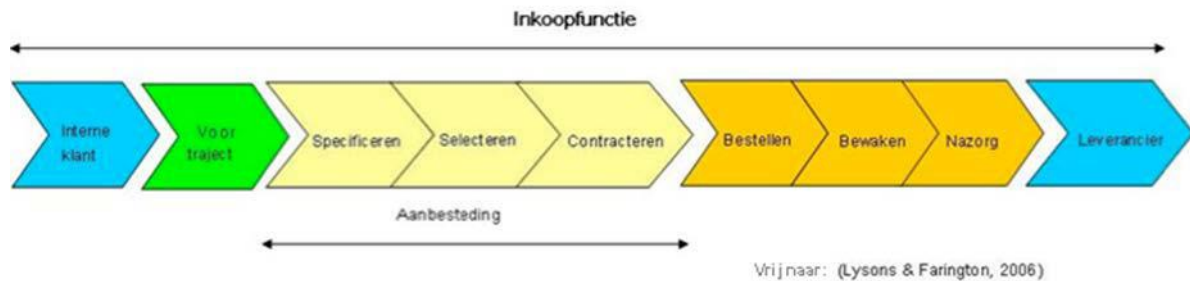 Inkoopfunctie
Interne
klant
Voor
traject
Specificeren
Selecteren
Contracteren
Bestellen
Bewaken
Nazorg
Leverancier
Aanbesteding
Vrij naar: (Lysons & Farington, 2006)